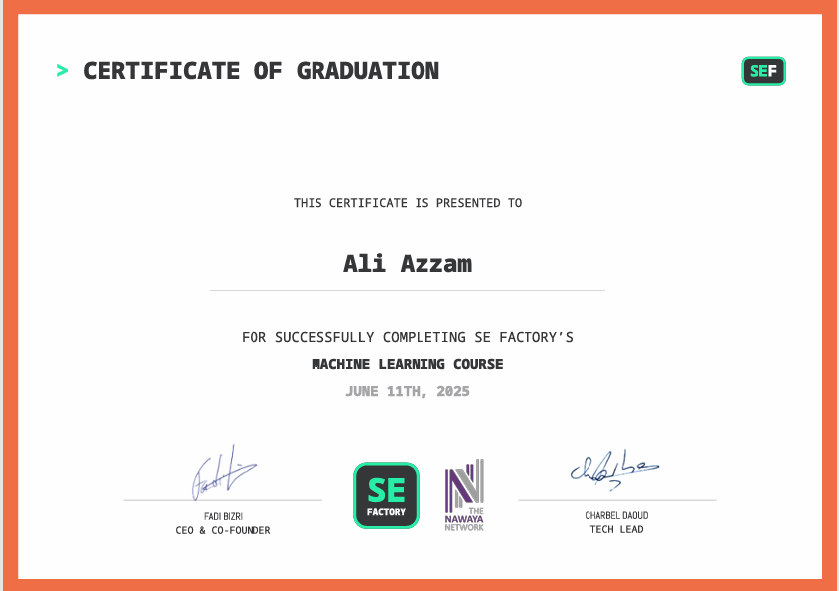 > CERTIFICATE OF GRADUATION
SEF
THIS CERTIFICATE IS PRESENTED TO
Ali Azzam
FOR SUCCESSFULLY COMPLETING SE FACTORY’S
MACHINE LEARNING COURSE
JUNE 11TH, 2025
SE
FACTORY
THE
NAWAYA
NETWORK
FADI BIZRI
CEO & CO-FOUNDER
CHARBEL DAOUD
TECH LEAD